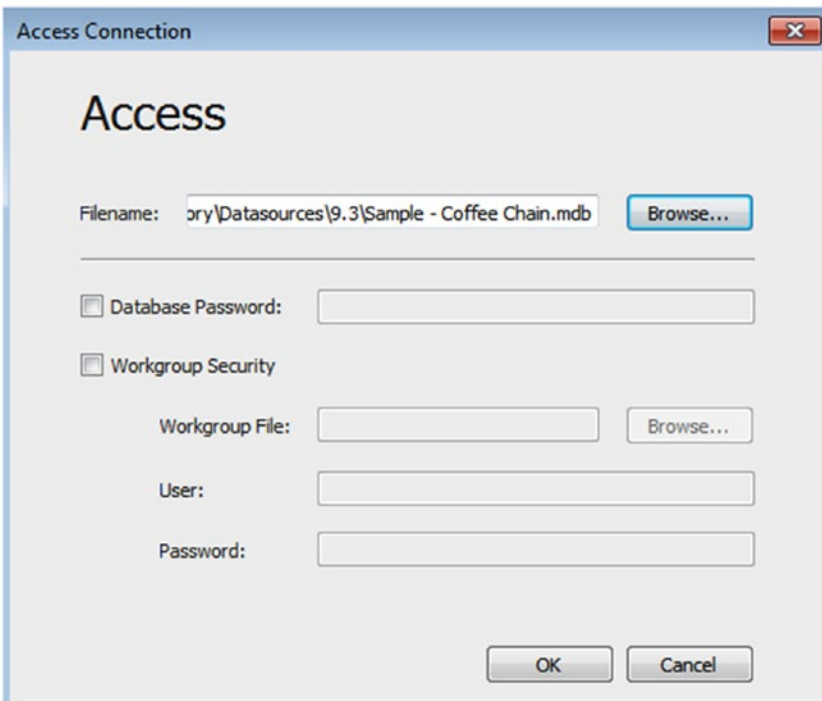 Access Connection
Access
Filename: ory\Datasources\9.3\Sample - Coffee Chain.mdb Browse...
Database Password:
Workgroup Security
Workgroup File: Browse...
User:
Password:
OK Cancel